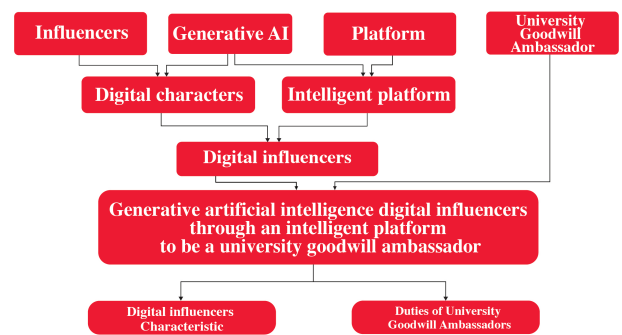 Influencers
Generative AI
Platform
University
Goodwill
Ambassador
Digital characters
Intelligent platform
Digital influencers
Generative artificial intelligence digital influencers
through an intelligent platform
to be a university goodwill ambassador
Digital influencers
Characteristic
Duties of University
Goodwill Ambassadors